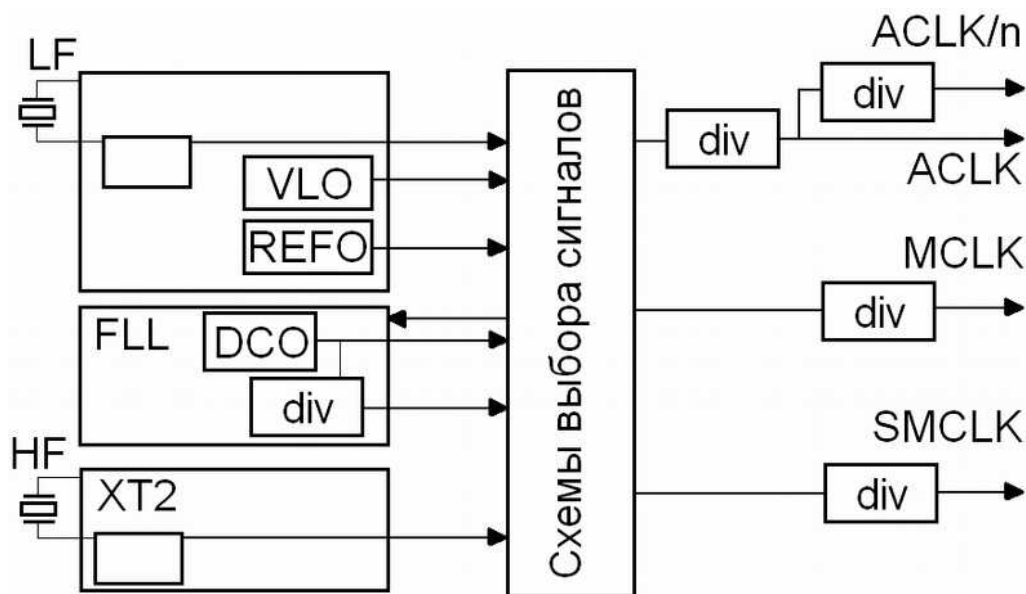 LF
VLO
REFO
FLL
DCO
div
HF
XT2
Схемы выбора сигналов
ACLK/n
div
div
ACLK
MCLK
div
SMCLK
div